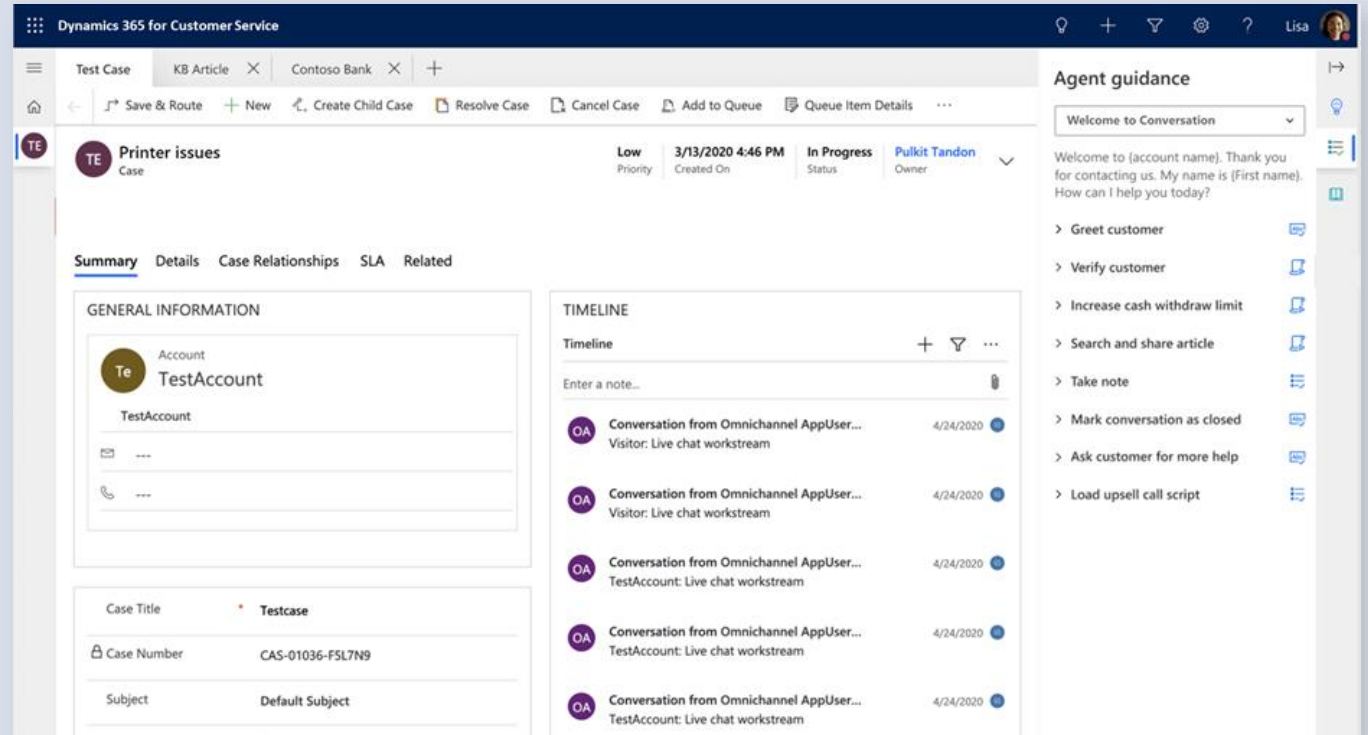 Dynamics 365 for Customer Service
Lisa
Test Case
KB Article
Contoso Bank
Save & Route
New
Create Child Case
Resolve Case
Cancel Case
Add to Queue
Queue Item Details
TE
TE
Printer issues
Case
Low
Priority
3/13/2020 4:46 PM
Created On
In Progress
Status
Pulkit Tandon
Owner
Summary
Details
Case Relationships
SLA
Related
GENERAL INFORMATION
Te
Account
TestAccount
TestAccount
---
---
Case Title
*
Testcase
Case Number
CAS-01036-F5L7N9
Subject
Default Subject
TIMELINE
Timeline
Enter a note...
OA
Conversation from Omnichannel AppUser...
4/24/2020
Visitor: Live chat workstream
OA
Conversation from Omnichannel AppUser...
4/24/2020
Visitor: Live chat workstream
OA
Conversation from Omnichannel AppUser...
4/24/2020
TestAccount: Live chat workstream
OA
Conversation from Omnichannel AppUser...
4/24/2020
TestAccount: Live chat workstream
OA
Conversation from Omnichannel AppUser...
4/24/2020
TestAccount: Live chat workstream
Agent guidance
Welcome to Conversation
Welcome to {account name}. Thank you
for contacting us. My name is {First name}.
How can I help you today?
Greet customer
Verify customer
Increase cash withdraw limit
Search and share article
Take note
Mark conversation as closed
Ask customer for more help
Load upsell call script